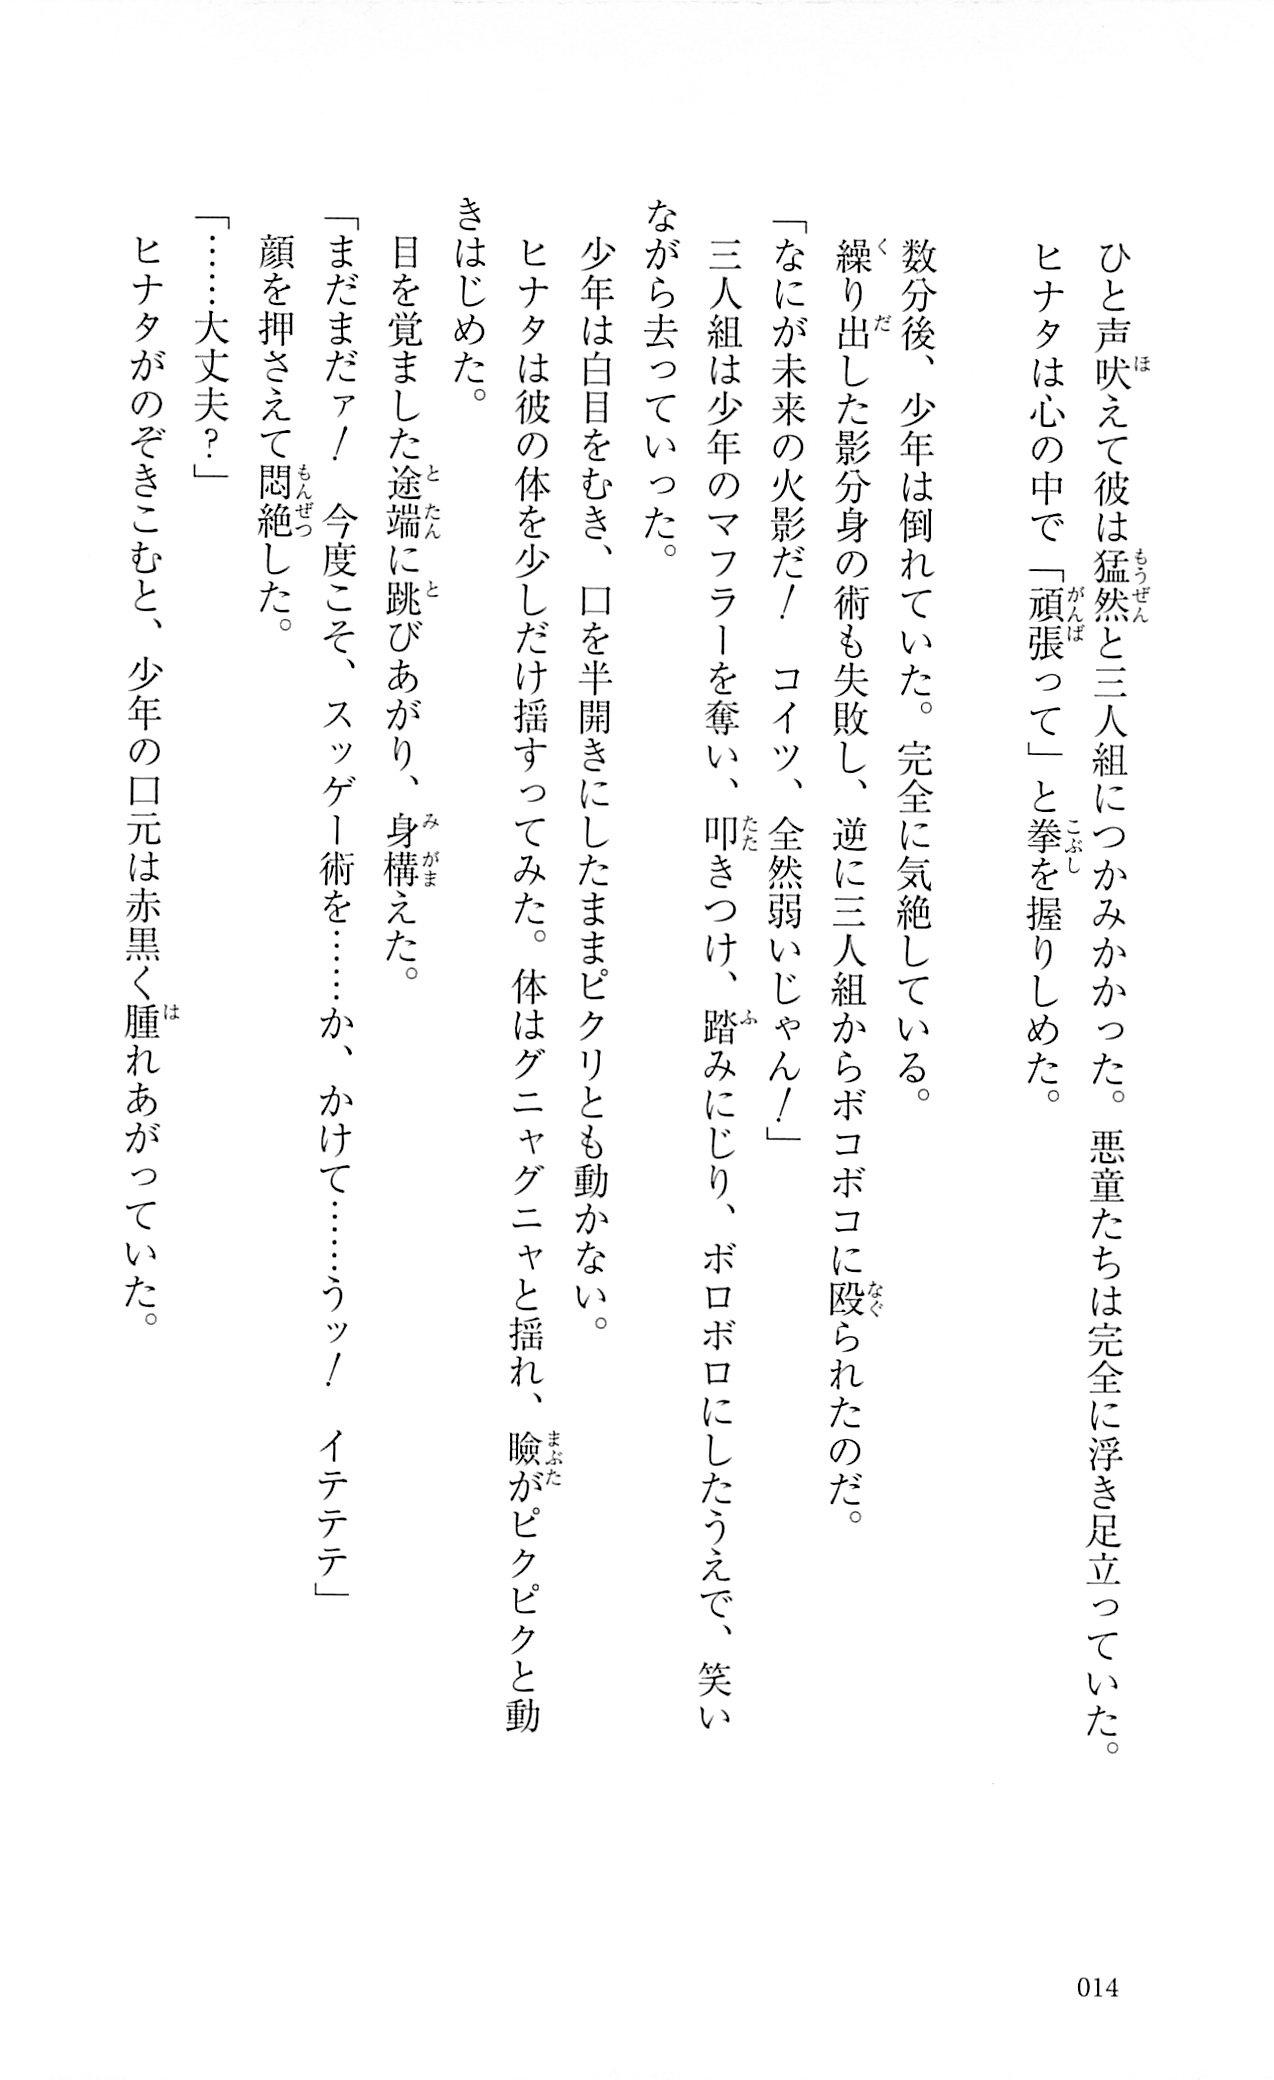 ひと声吠えて彼は猛然と三人組につかみかかった。悪童たちは完全に浮き足立っていた。
ヒナタは心の中で「頑張って」と拳を握りしめた。
数分後、少年は倒れていた。完全に気絶している。
繰り出した影分身の術も失敗し、逆に三人組からボコボコに殴られたのだ。
「なにが未来の火影だ！　コイツ、全然弱いじゃん！」
三人組は少年のマフラーを奪い、叩きつけ、踏みにじり、ボロボロにしたうえで、笑い
ながら去っていった。
少年は白目をむき、口を半開きにしたままピクリとも動かない。
ヒナタは彼の体を少しだけ揺すってみた。体はグニャグニャと揺れ、瞼がピクピクと動
きはじめた。
目を覚ました途端に跳びあがり、身構えた。
「まだまだァ！　今度こそ、スッゲー術を……か、かけて……うッ！　イテテテ」
顔を押さえて悶絶した。
「……大丈夫？」
ヒナタがのぞきこむと、少年の口元は赤黒く腫れあがっていた。
014